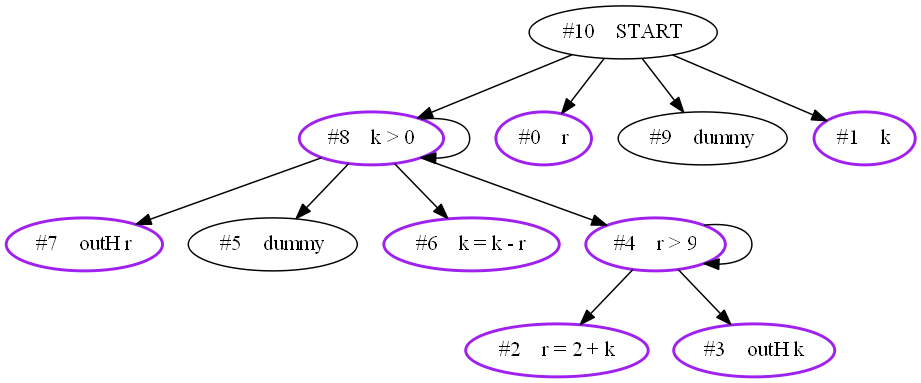 #10 START
#8 k > 0
#0 r
#9 dummy
#1 k
#7 outH r
#5 dummy
#6 k = k - r
#4 r > 9
#2 r = 2 + k
#3 outH k